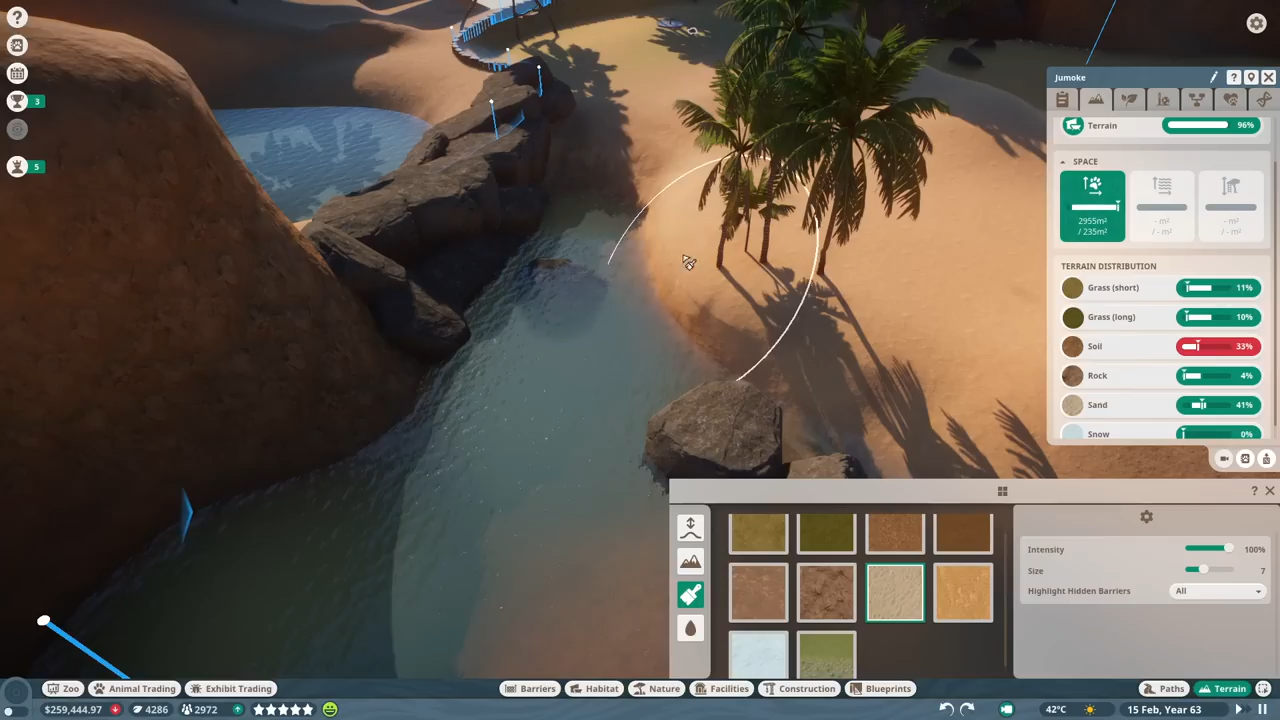 ?
3
5
Jumoke
?
Terrain 96%
SPACE
2955m² - m² - m²
/ 235m² / - m² / - m²
TERRAIN DISTRIBUTION
Grass (short) 11%
Grass (long) 10%
Soil 33%
Rock 4%
Sand 41%
Snow 0%
?
Intensity 100%
Size 7
Highlight Hidden Barriers All
Zoo Animal Trading Exhibit Trading Barriers Habitat Nature Facilities Construction Blueprints Paths Terrain
$259,444.97 4286 2972 42°C 15 Feb, Year 63